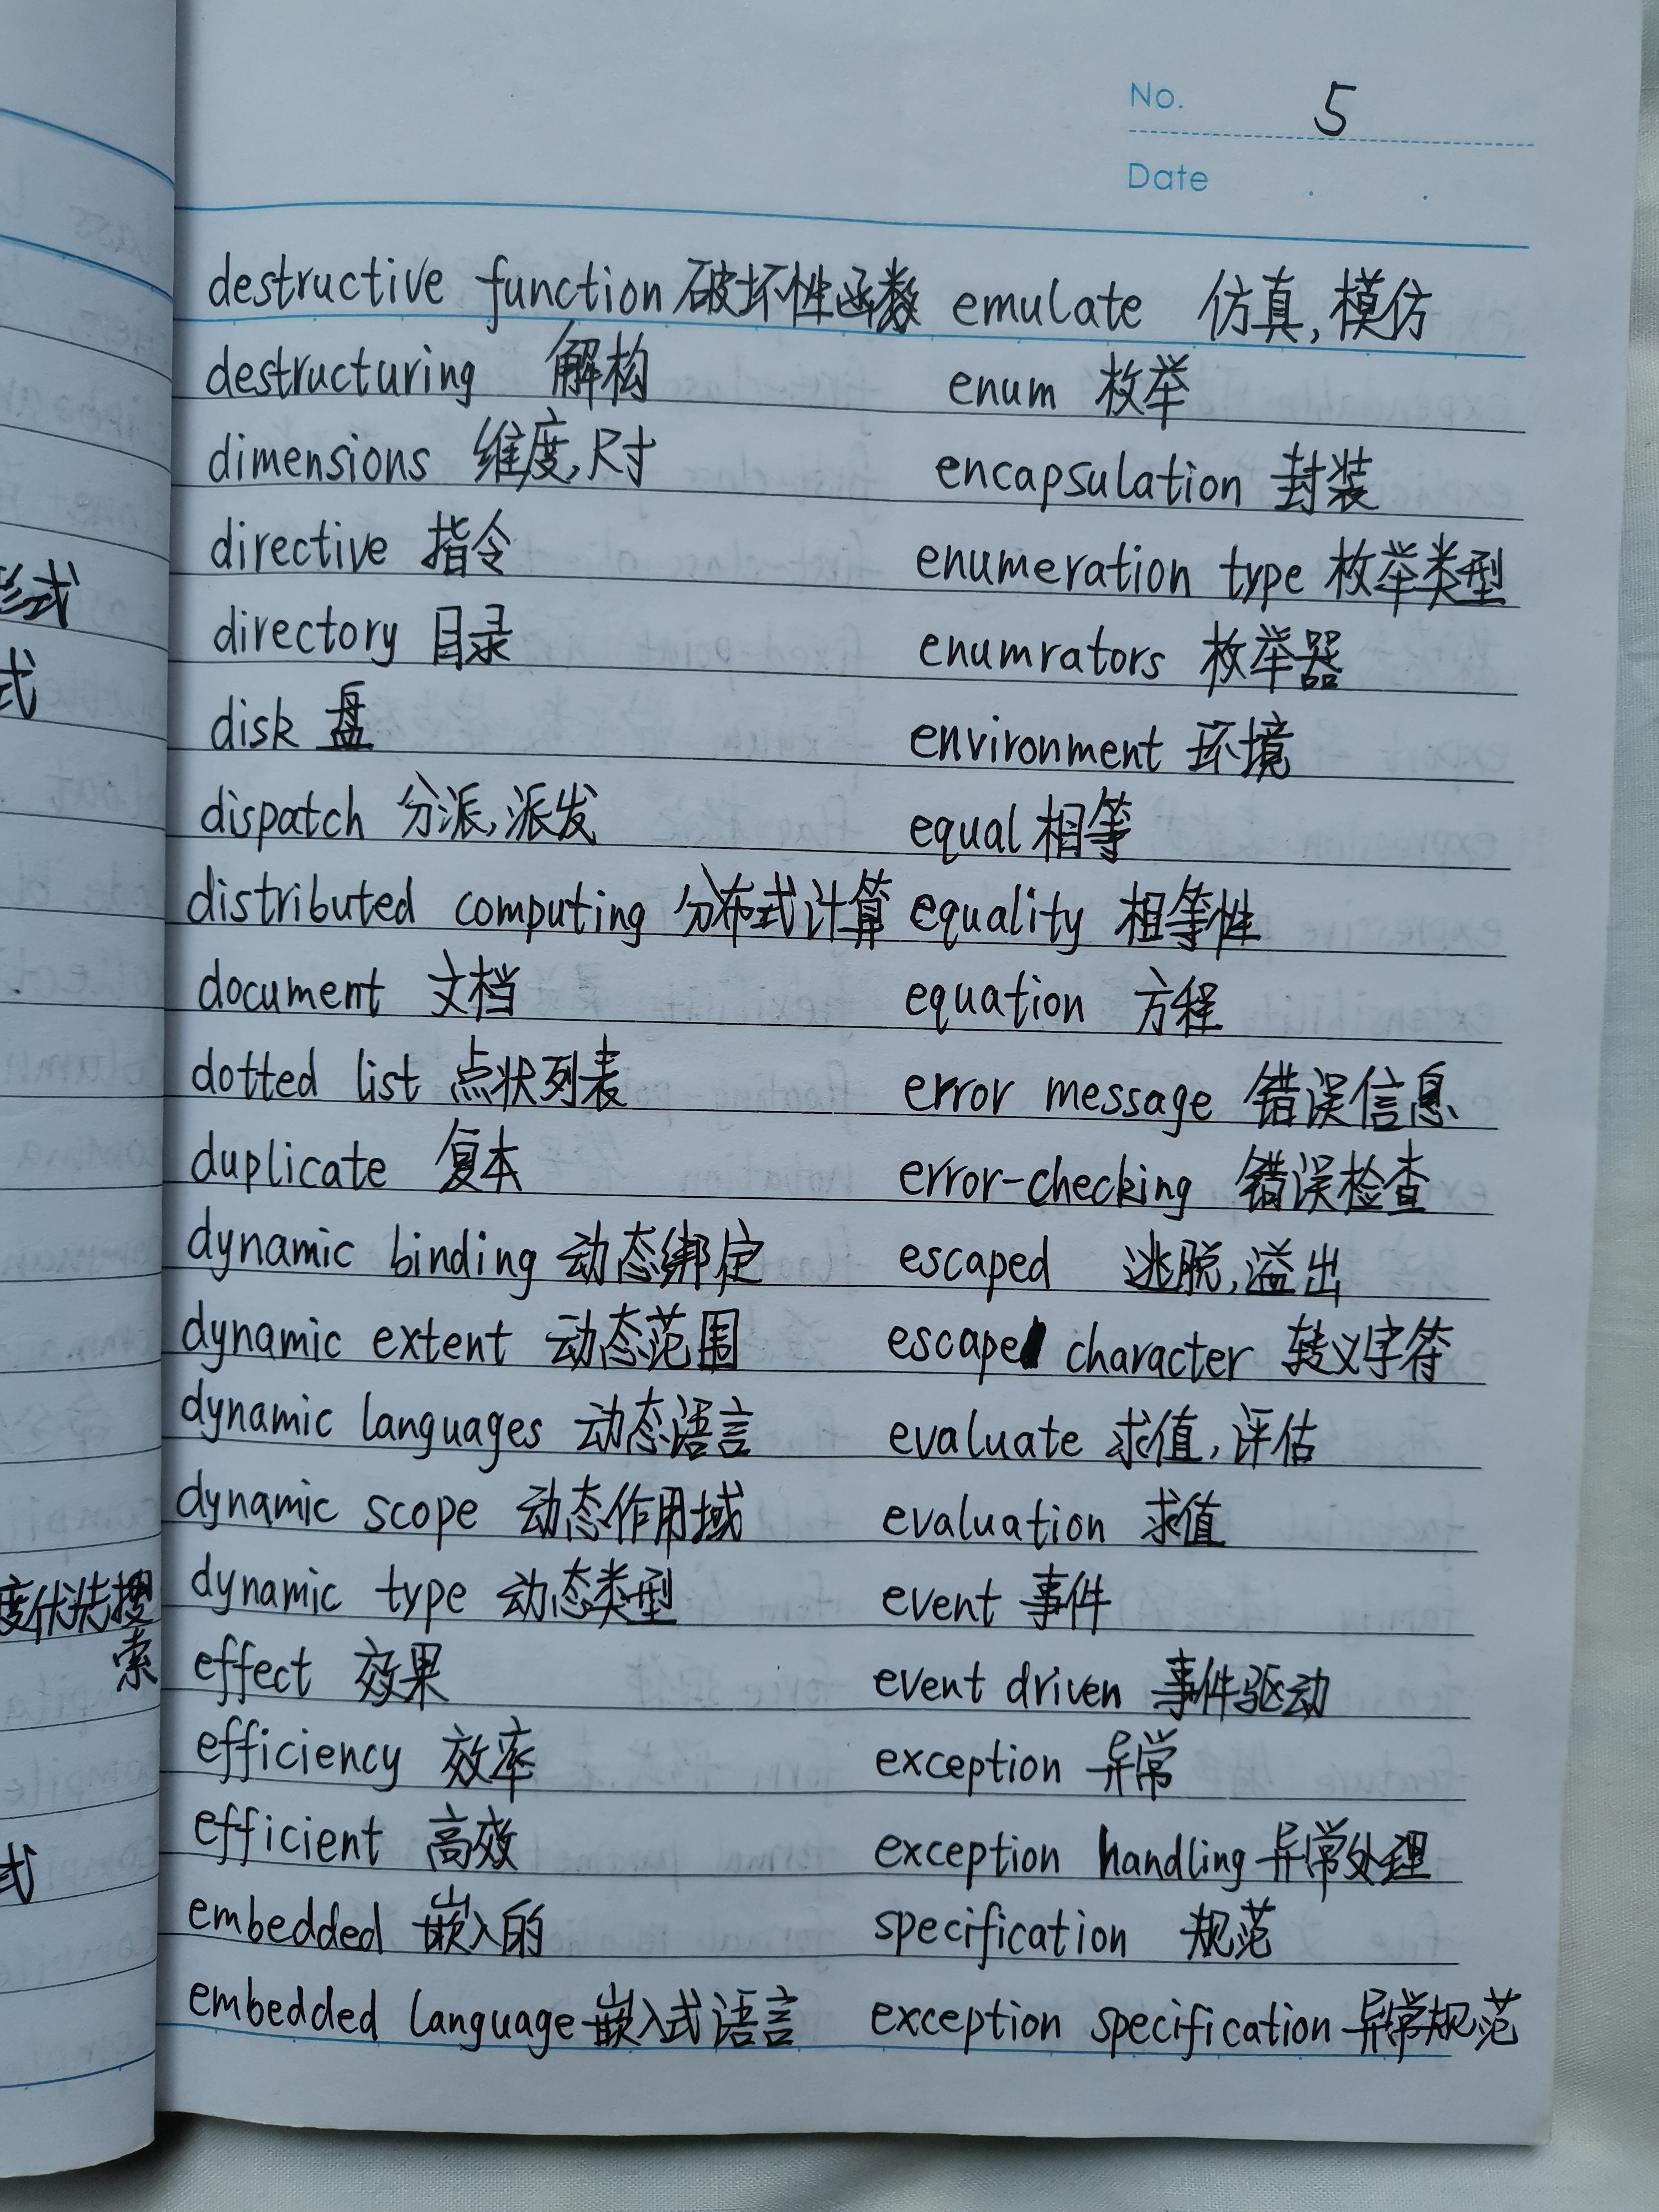 No. 5
Date
destructive function 破坏性函数
destructuring 解构
dimensions 维度,尺寸
directive 指令
directory 目录
disk 盘
dispatch 分派,派发
distributed computing 分布式计算
document 文档
dotted list 点状列表
duplicate 复本
dynamic binding 动态绑定
dynamic extent 动态范围
dynamic languages 动态语言
dynamic scope 动态作用域
dynamic type 动态类型
effect 效果
efficiency 效率
efficient 高效
embedded 嵌入的
embedded language 嵌入式语言
emulate 仿真,模仿
enum 枚举
encapsulation 封装
enumeration type 枚举类型
enumrators 枚举器
environment 环境
equal 相等
equality 相等性
equation 方程
error message 错误信息
error-checking 错误检查
escaped 逃脱,溢出
escape character 转义字符
evaluate 求值,评估
evaluation 求值
event 事件
event driven 事件驱动
exception 异常
exception handling 异常处理
specification 规范
exception specification 异常规范
形式
式
度优先搜
索
式